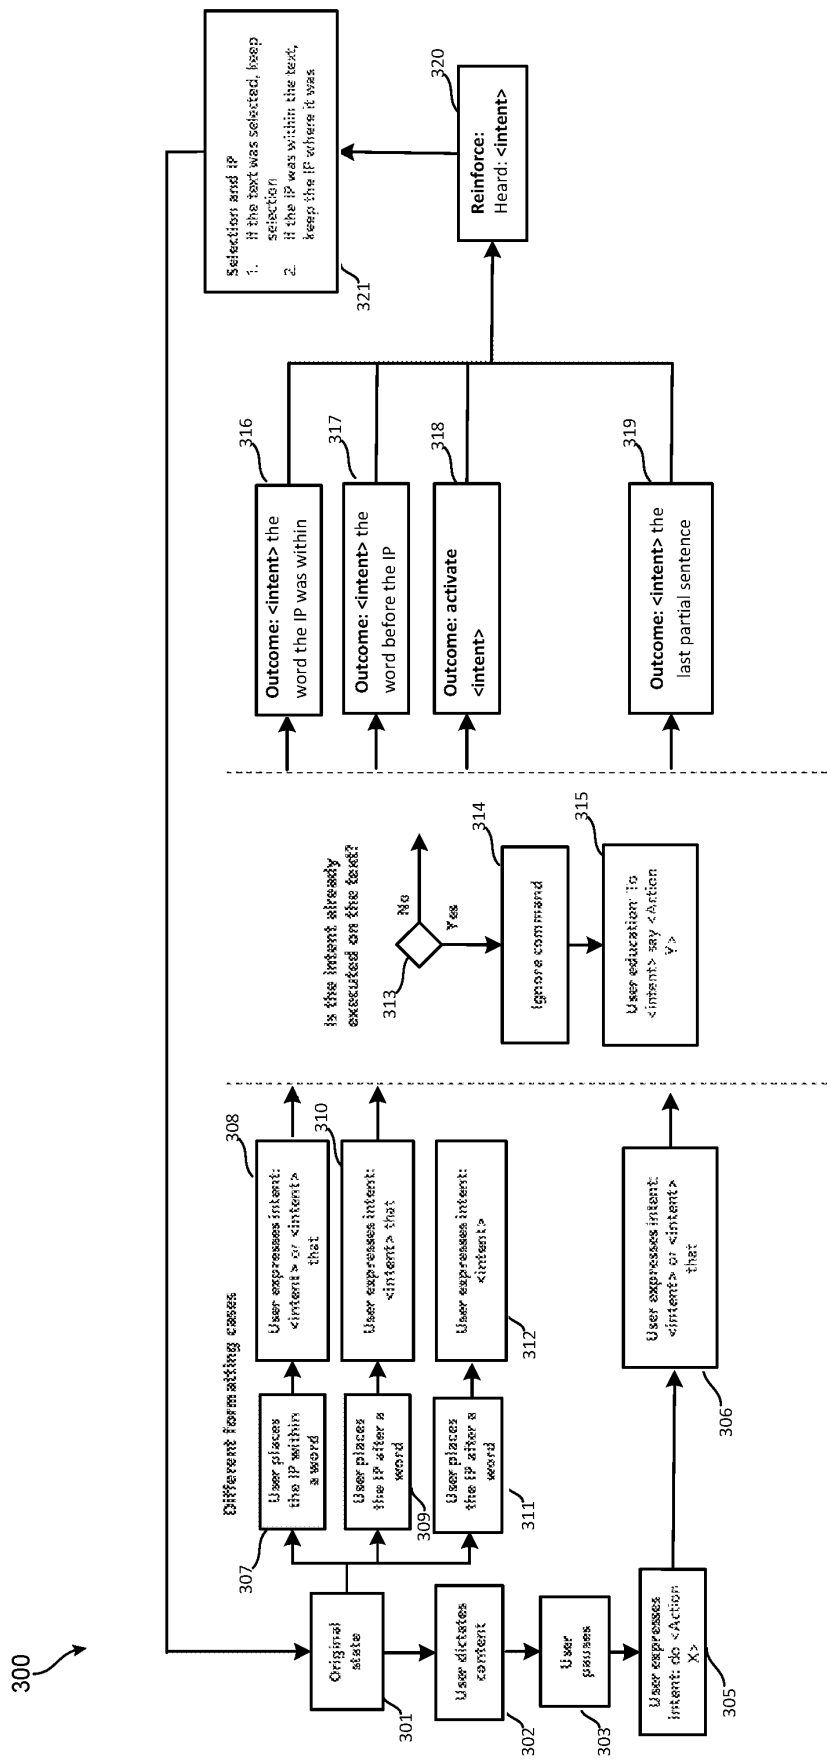 300
Different formatting cases
Original
state
301
User dictates
content
302
User
pauses
303
User expresses
intent: do <Action
X>
305
User places
the IP within
a word
307
User places
the IP after a
word
309
User places
the IP after a
word
311
User expresses intent:
<intent> or <intent>
that
308
User expresses intent:
<intent> that
310
User expresses intent:
<intent>
312
User expresses intent:
<intent> or <intent>
that
306
Is the intent already
executed on the text?
313
No
Yes
Ignore command
314
User education: To
<intent> say <Action
Y>
315
Outcome: <intent> the
word the IP was within
316
Outcome: <intent> the
word before the IP
317
Outcome: activate
<intent>
318
Outcome: <intent> the
last partial sentence
319
Reinforce:
Heard: <intent>
320
Selection and IP
1. If the text was selected, keep
selection
2. If the IP was within the text,
keep the IP where it was
321